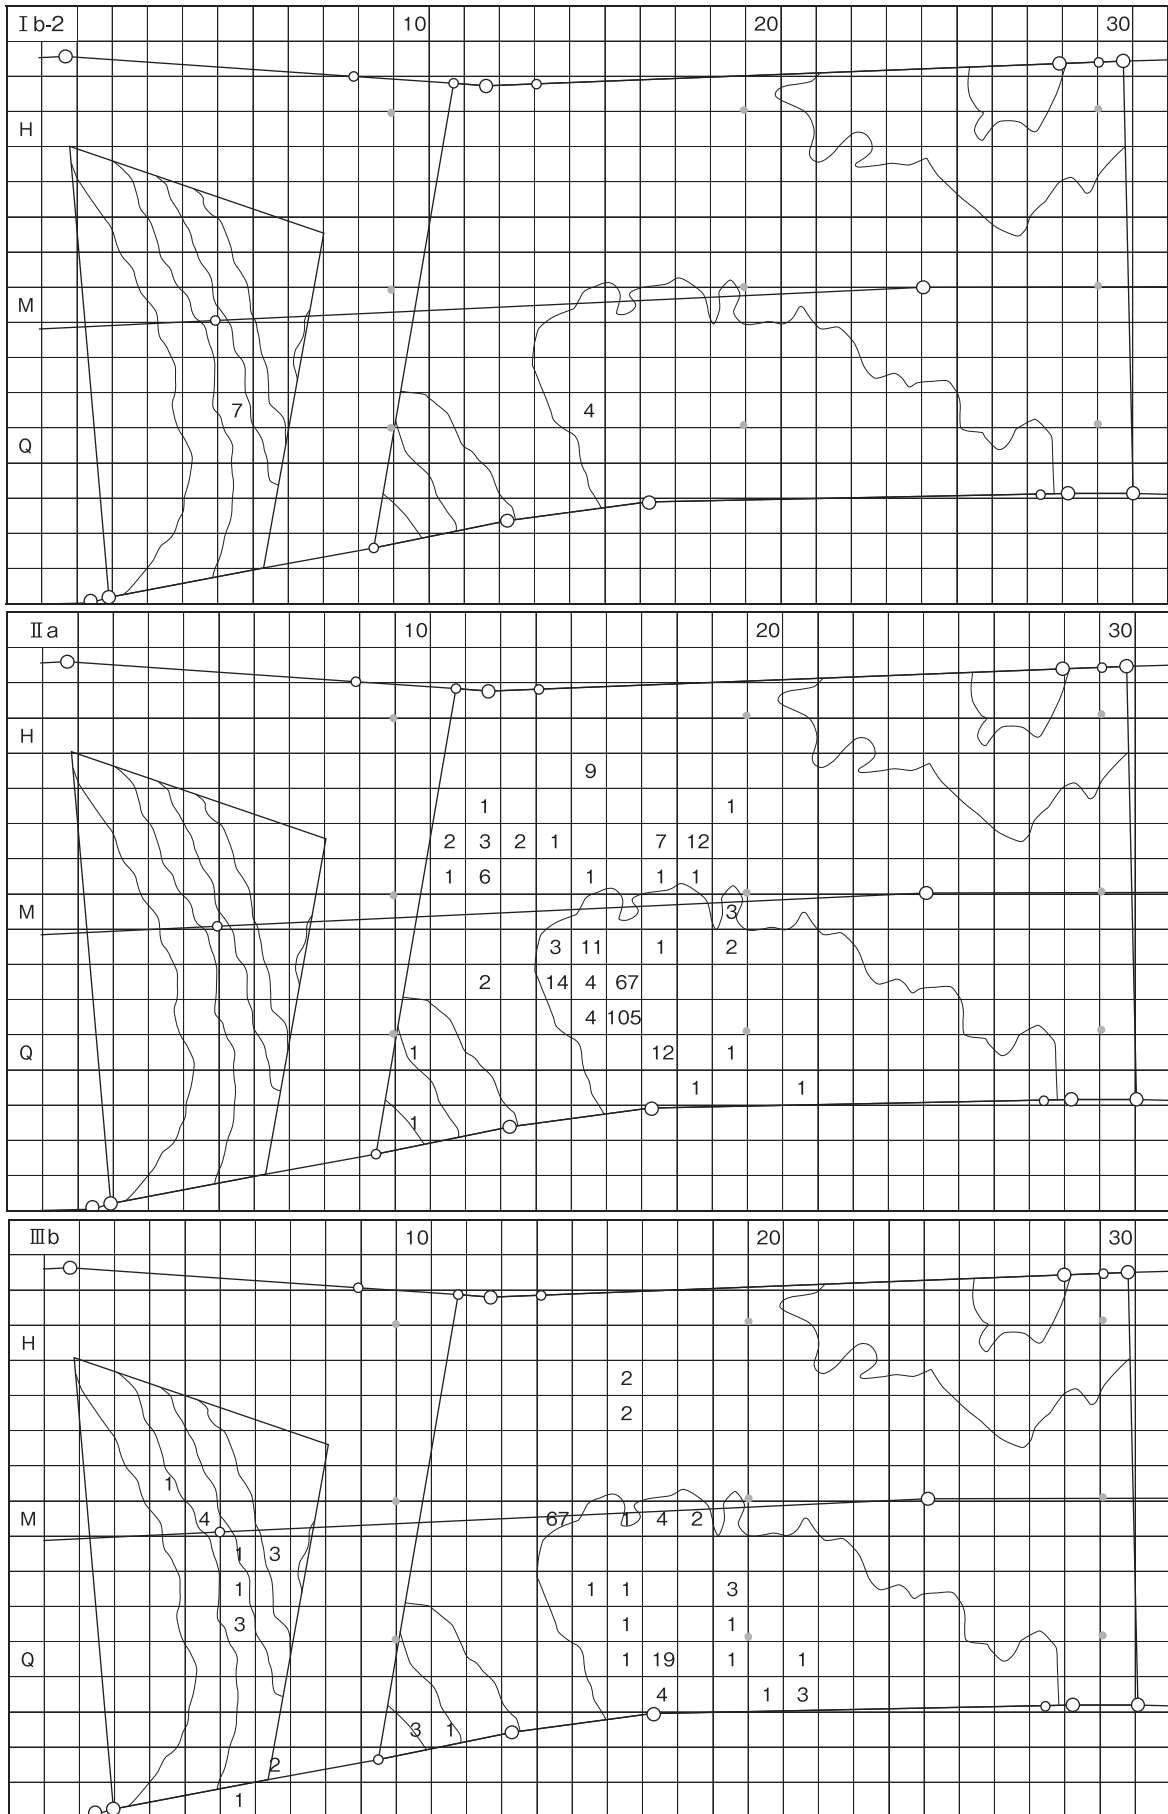 Ⅰb-2 10 20 30
H
M
7 4
Q
Ⅱa 10 20 30
H
9
1 1
2 3 2 1 7 12
1 6 1 1 1
M 3
3 11 1 2
2 14 4 67
4 105
Q 1 12 1
1 1
1
Ⅲb 10 20 30
H
2
2
1
M 4 67 1 4 2
1 3
1 1 1 3
3 1 1
Q 1 19 1 1
4 1 3
3 1
2
1